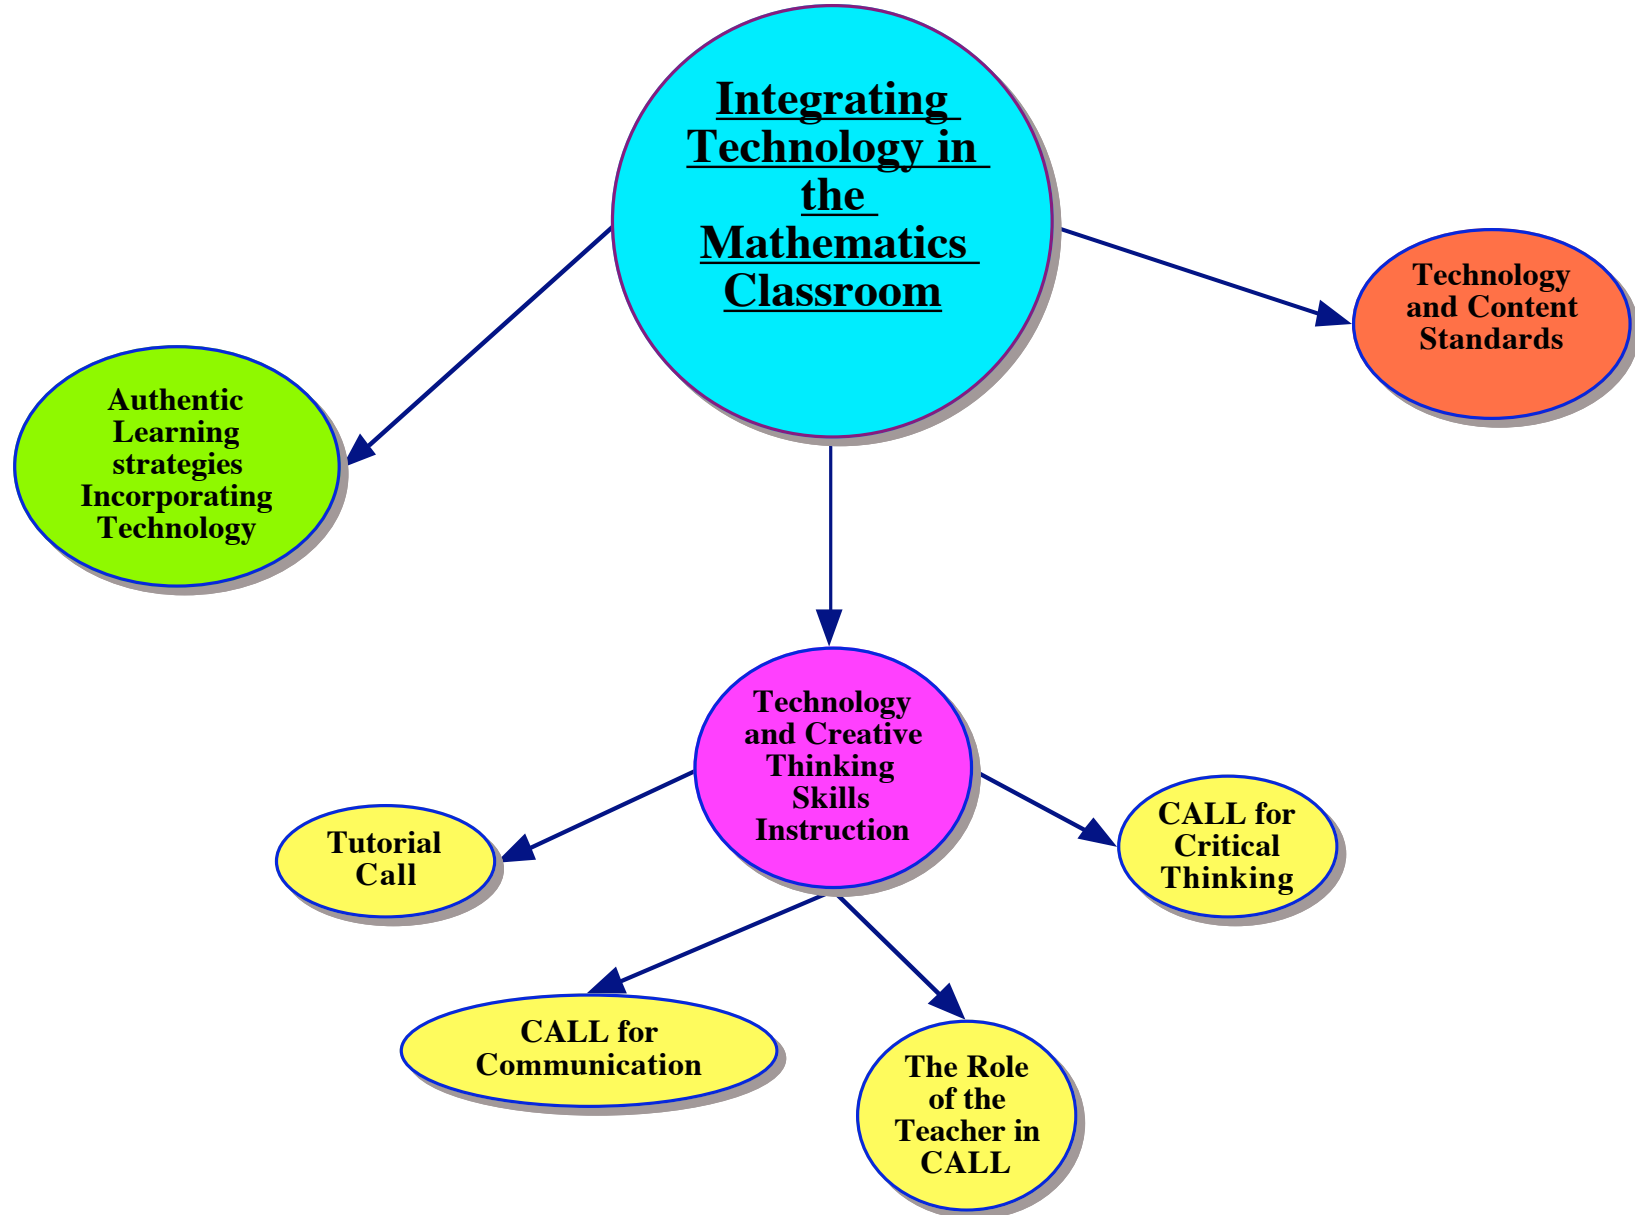 Integrating
Technology in
the
Mathematics
Classroom
Technology
and Content
Standards
Authentic
Learning
strategies
Incorporating
Technology
Technology
and Creative
Thinking
Skills
Instruction
Tutorial
Call
CALL for
Critical
Thinking
CALL for
Communication
The Role
of the
Teacher in
CALL